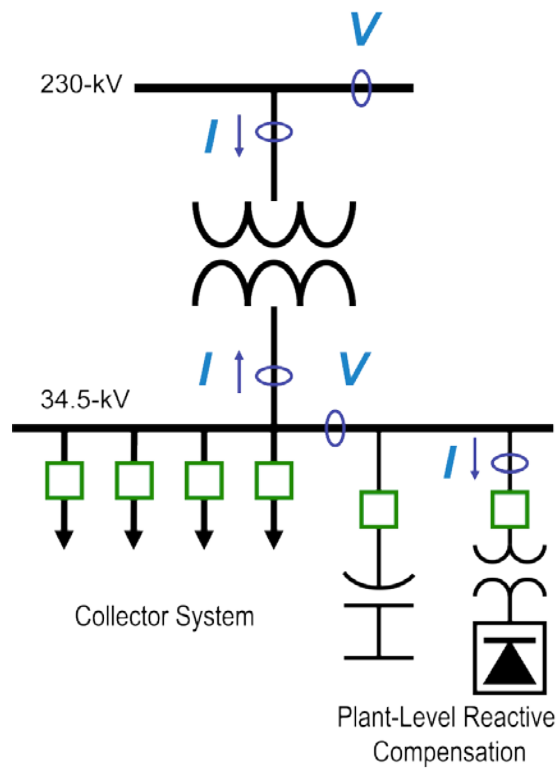 V
230-kV
I
I
V
34.5-kV
I
Collector System
Plant-Level Reactive
Compensation